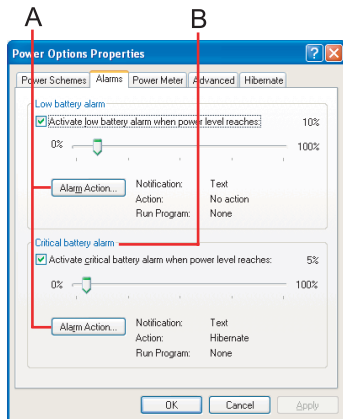 A B
Power Options Properties
Power Schemes Alarms Power Meter Advanced Hibernate
Low battery alarm
Activate low battery alarm when power level reaches: 10%
0% 100%
Alarm Action... Notification: Text
Action: No action
Run Program: None
Critical battery alarm
Activate critical battery alarm when power level reaches: 5%
0% 100%
Alarm Action... Notification: Text
Action: Hibernate
Run Program: None
OK Cancel Apply